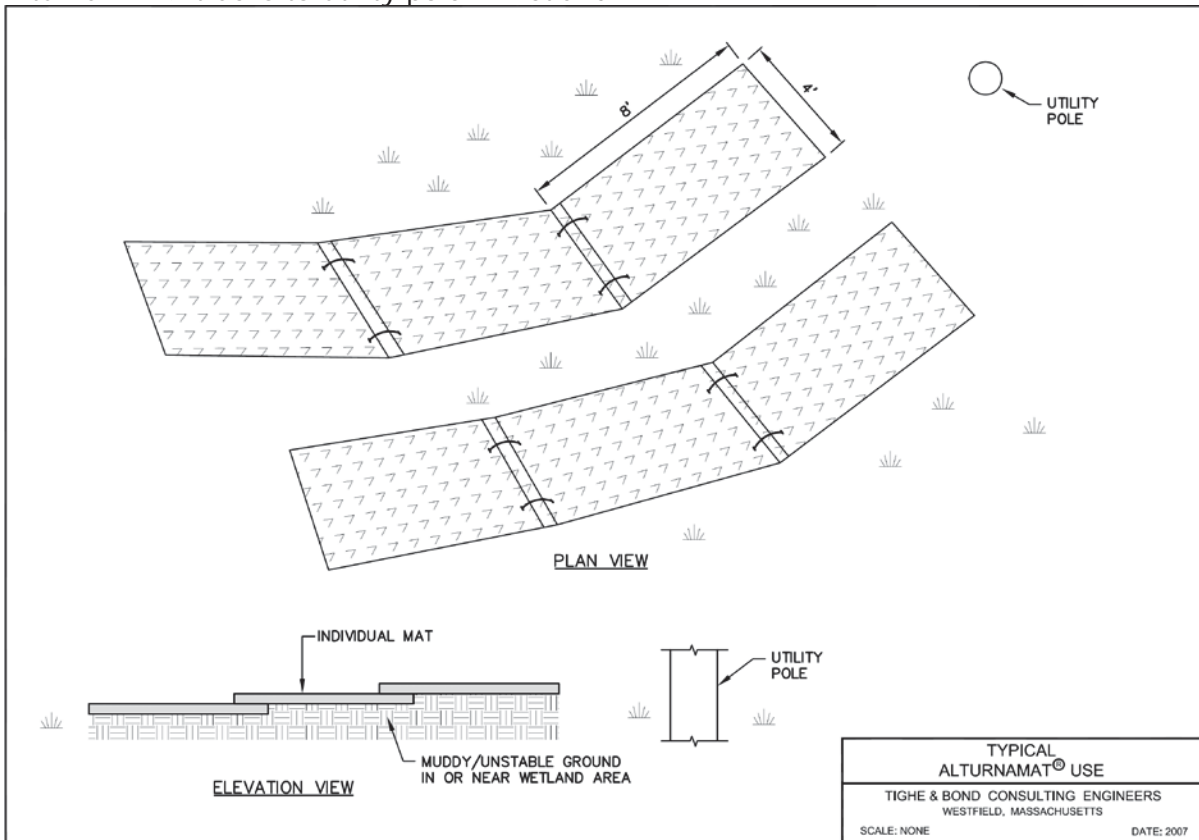 8'
4'
UTILITY
POLE
PLAN VIEW
INDIVIDUAL MAT
UTILITY
POLE
MUDDY/UNSTABLE GROUND
IN OR NEAR WETLAND AREA
ELEVATION VIEW
TYPICAL
ALTURNAMAT® USE
TIGHE & BOND CONSULTING ENGINEERS
WESTFIELD, MASSACHUSETTS
SCALE: NONE
DATE: 2007